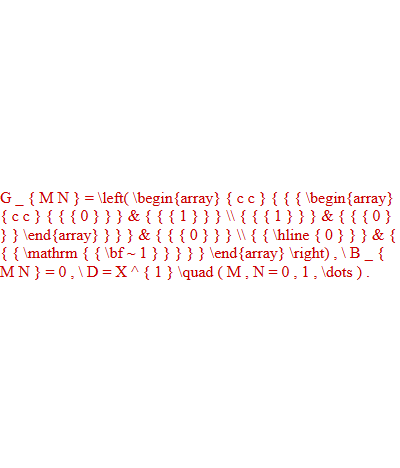 G _ { M N } = \left( \begin{array} { c c } { { { \begin{array}
{ c c } { { { 0 } } } & { { { 1 } } } \\ { { { 1 } } } & { { { 0 }
} } \end{array} } } } & { { { 0 } } } \\ { { \hline { 0 } } } & {
{ { \mathrm { { \bf ~ 1 } } } } } \end{array} \right) , \ B _ {
M N } = 0 , \ D = X ^ { 1 } \quad ( M , N = 0 , 1 , \dots ) .